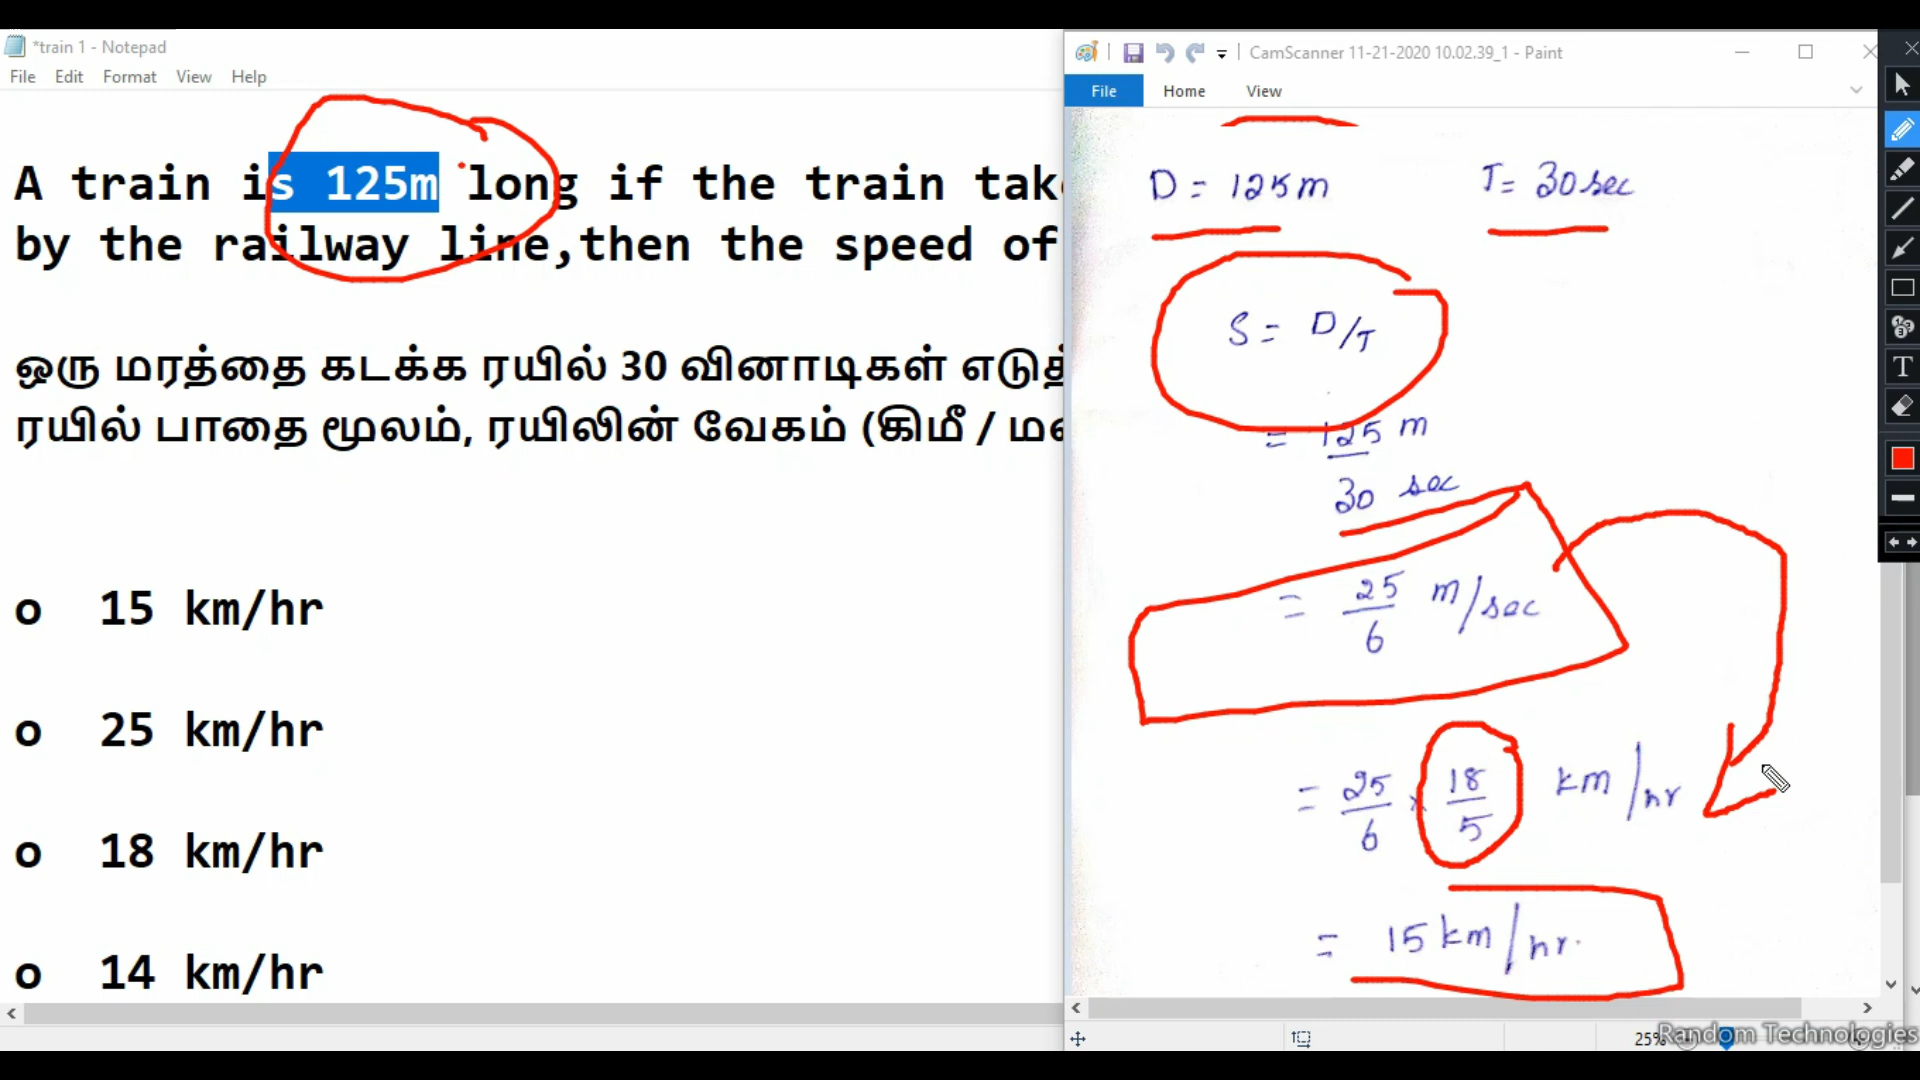 *train 1 - Notepad
File Edit Format View Help
A train is 125m long if the train tak
by the railway line,then the speed of
ஒரு மரத்தை கடக்க ரயில் 30 வினாடிகள் எடுத்
ரயில் பாதை மூலம், ரயிலின் வேகம் (கிமீ / ம
o 15 km/hr
o 25 km/hr
o 18 km/hr
o 14 km/hr
CamScanner 11-21-2020 10.02.39_1 - Paint
File Home View
D = 125m T= 30sec
S = D/T
= 125 m
30 sec
= 25 m/sec
6
= 25 × 18 km/hr
6 5
= 15 km/hr.
25%
Random Technologies